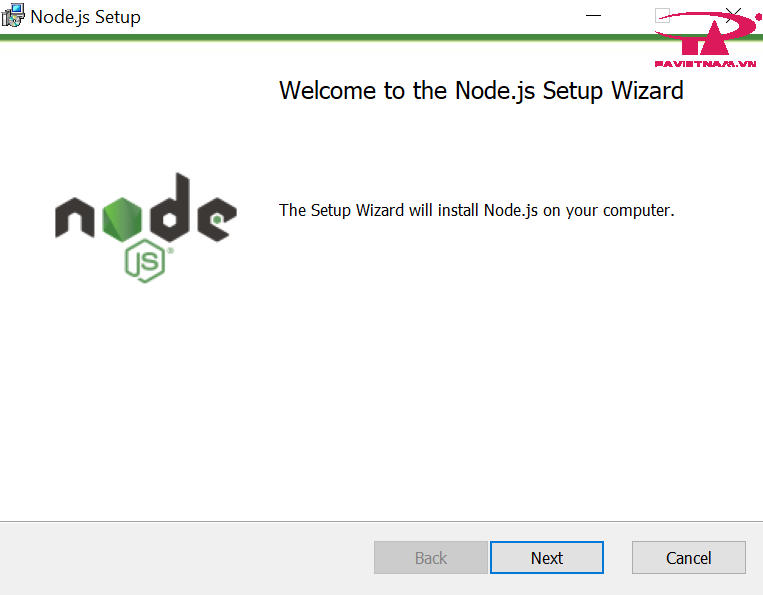 Node.js Setup
PAVIETNAM.VN
Welcome to the Node.js Setup Wizard
node
JS®
The Setup Wizard will install Node.js on your computer.
Back
Next
Cancel